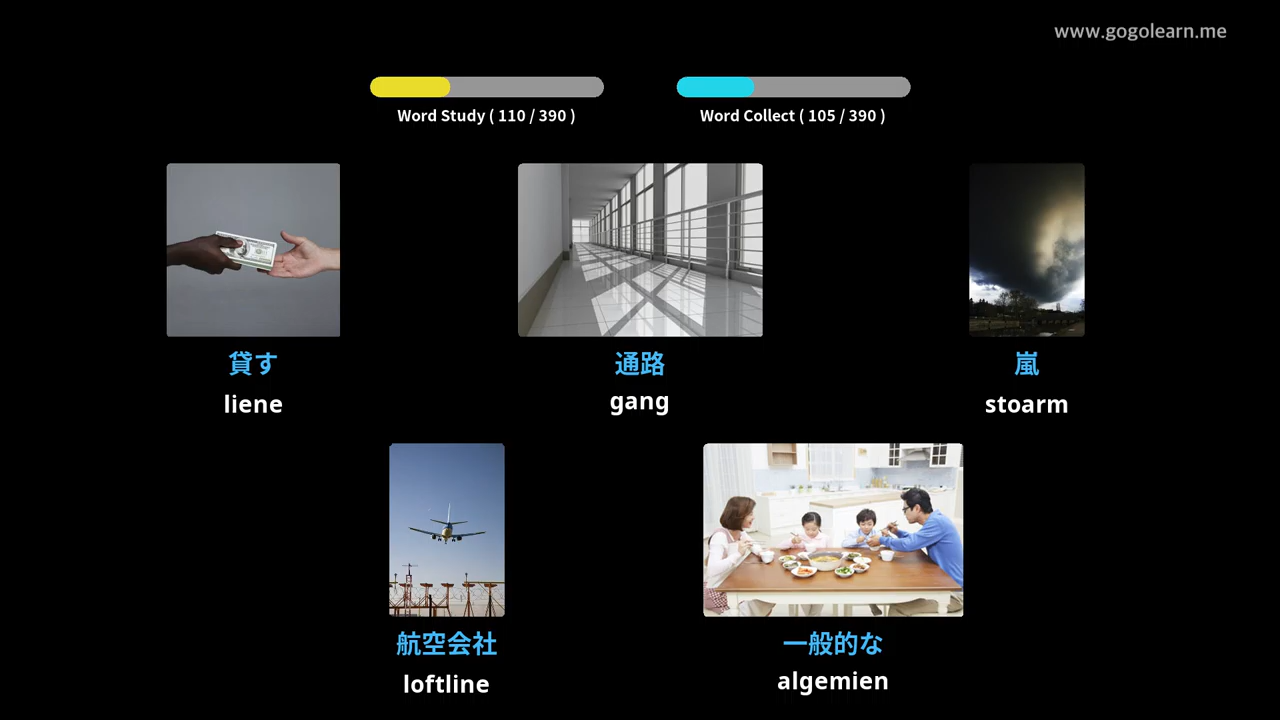 www.gogolearn.me
Word Study ( 110 / 390 )
Word Collect ( 105 / 390 )
貸す
liene
通路
gang
嵐
stoarm
航空会社
loftline
一般的な
algemien